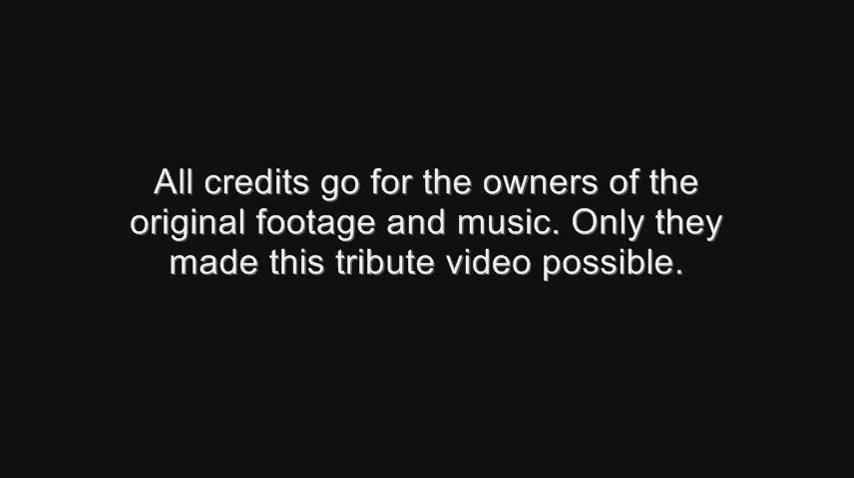 All credits go for the owners of the
original footage and music. Only they
made this tribute video possible.